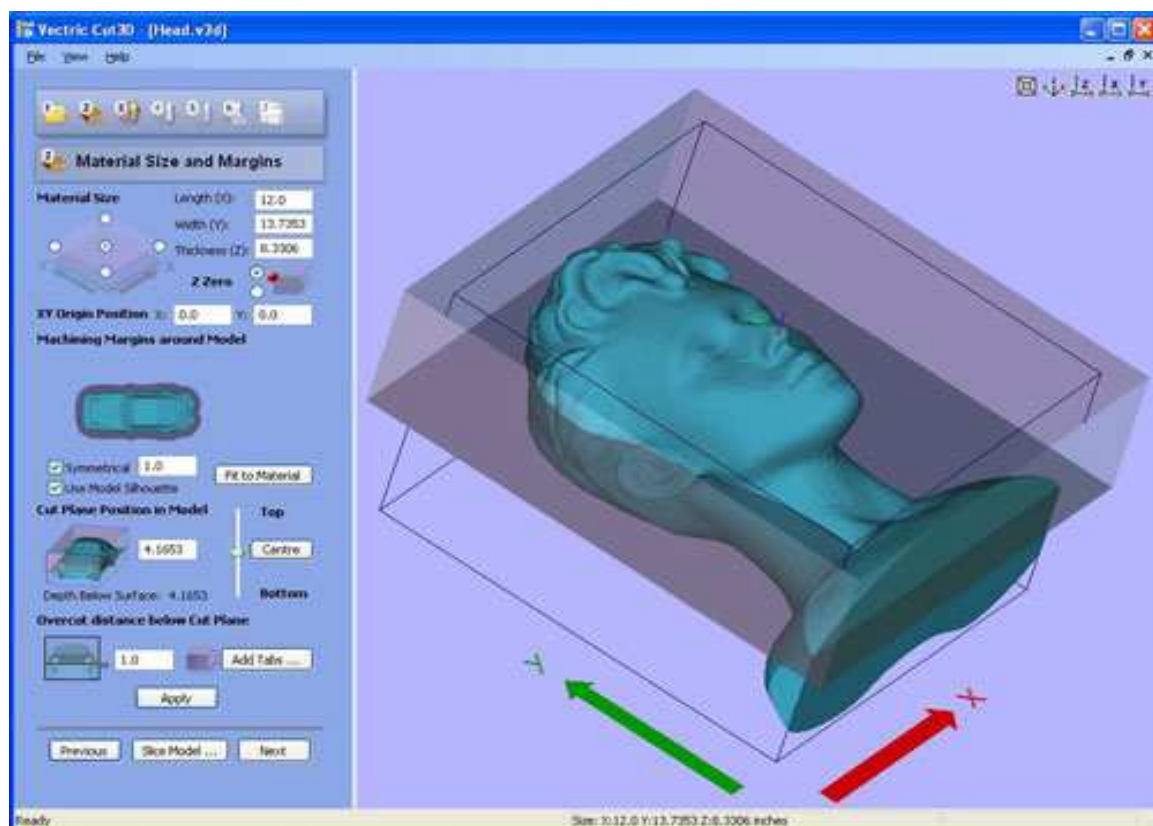 Vectric Cut3D - [Head.v3d]
File View Help
Material Size and Margins
Material Size
Length (X): 12.0
Width (Y): 13.7353
Thickness (Z): 8.3306
Z Zero
XY Origin Position X: 0.0 Y: 0.0
Machining Margins around Model
Symmetrical 1.0
Fit to Material
Use Model Silhouette
Cut Plane Position in Model
Top
4.1653
Centre
Depth Below Surface: 4.1653
Bottom
Overcut distance below Cut Plane
1.0
Add Tabs ...
Apply
Previous
Slice Model ...
Next
Y
X
Ready
Size: X:12.0 Y:13.7353 Z:8.3306 inches